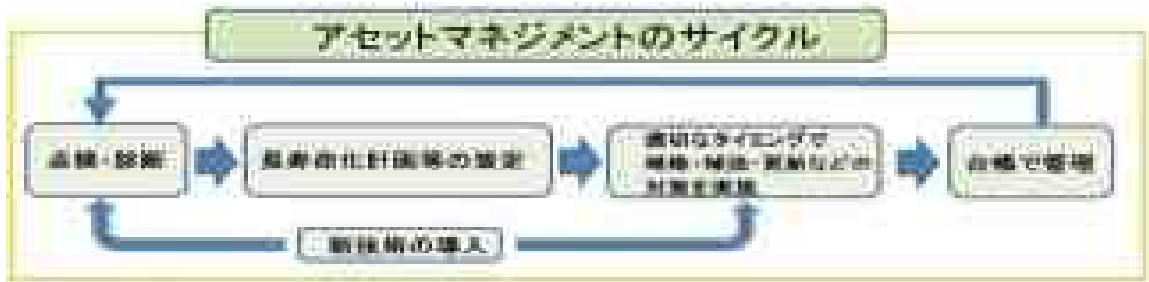 アセットマネジメントのサイクル
点検・診断
長寿命化計画等の策定
適切なタイミングで
補修・補強・更新などの
対策を実施
台帳で管理
新技術の導入